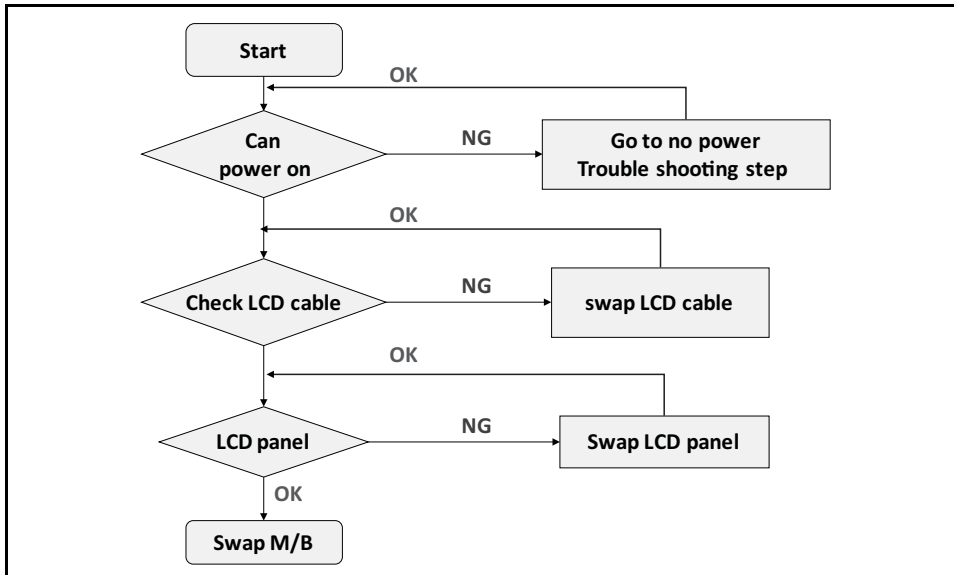 Start
OK
Can
power on
NG
Go to no power
Trouble shooting step
OK
Check LCD cable
NG
swap LCD cable
OK
LCD panel
NG
Swap LCD panel
OK
Swap M/B